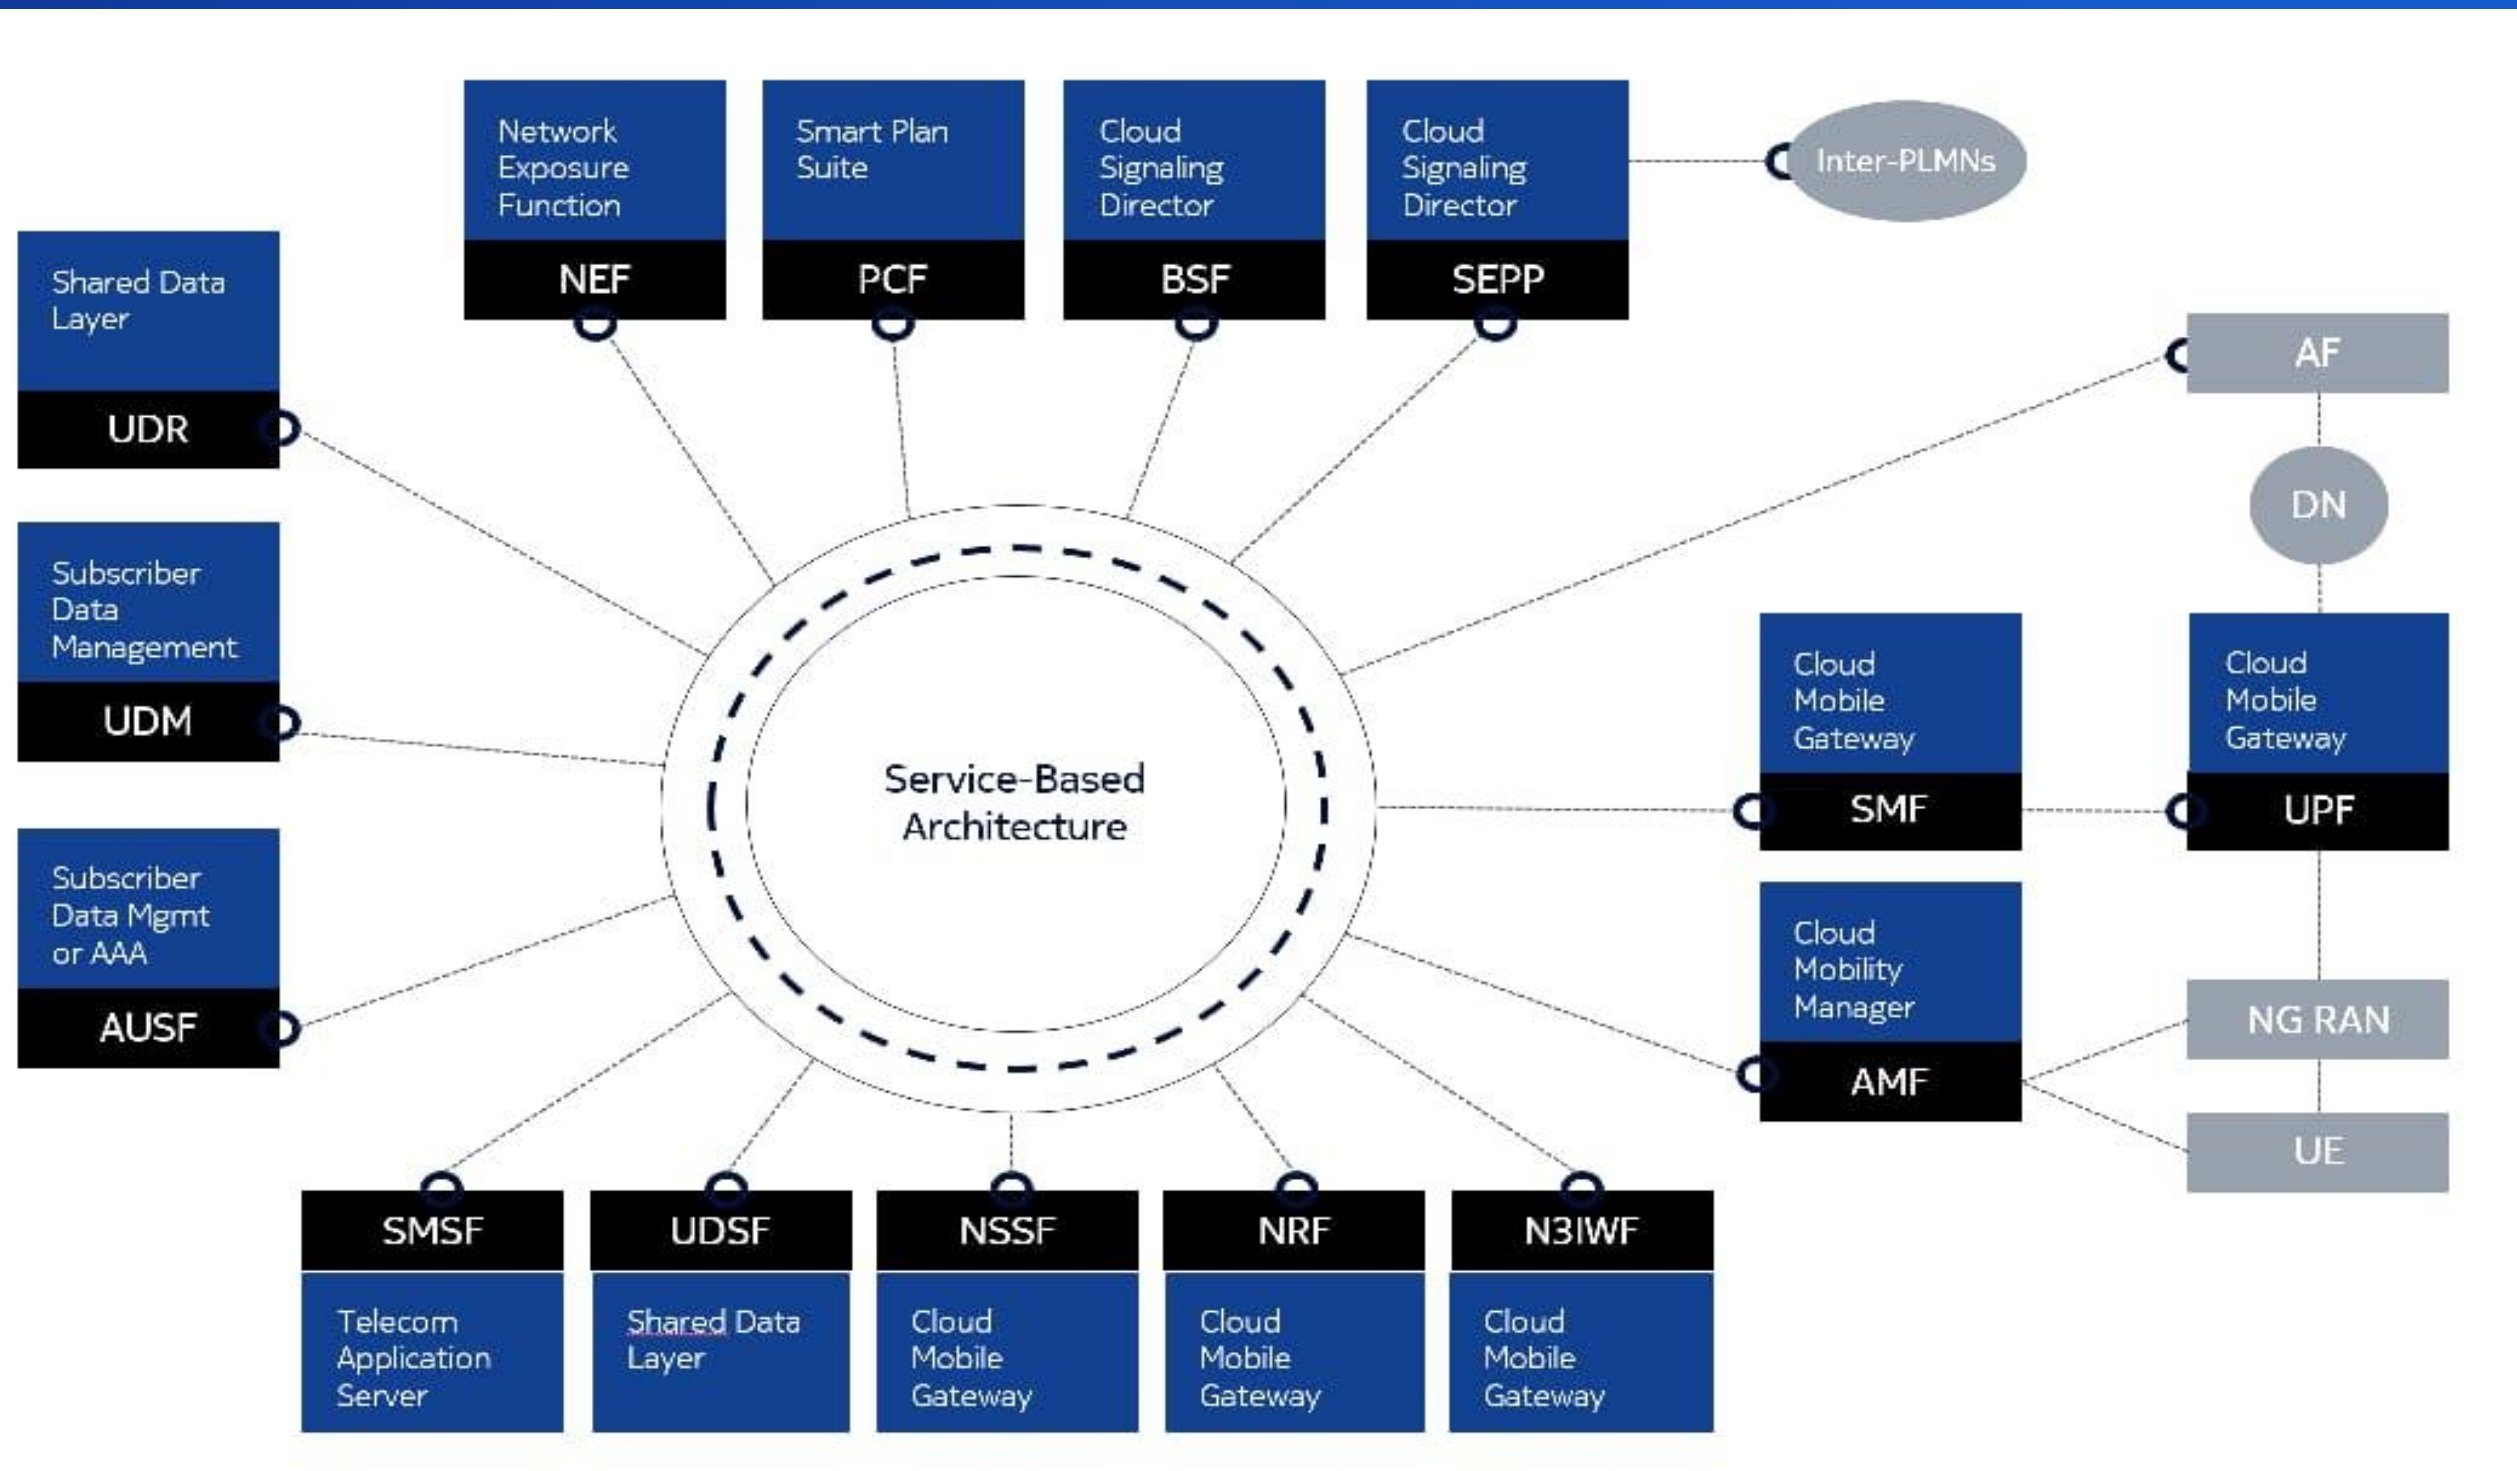 Network
Exposure
Function
NEF
Smart Plan
Suite
PCF
Cloud
Signaling
Director
BSF
Cloud
Signaling
Director
SEPP
Inter-PLMNs
Shared Data
Layer
UDR
AF
DN
Subscriber
Data
Management
UDM
Service-Based
Architecture
Cloud
Mobile
Gateway
SMF
Cloud
Mobile
Gateway
UPF
Subscriber
Data Mgmt
or AAA
AUSF
Cloud
Mobility
Manager
AMF
NG RAN
UE
SMSF
Telecom
Application
Server
UDSF
Shared Data
Layer
NSSF
Cloud
Mobile
Gateway
NRF
Cloud
Mobile
Gateway
N3IWF
Cloud
Mobile
Gateway